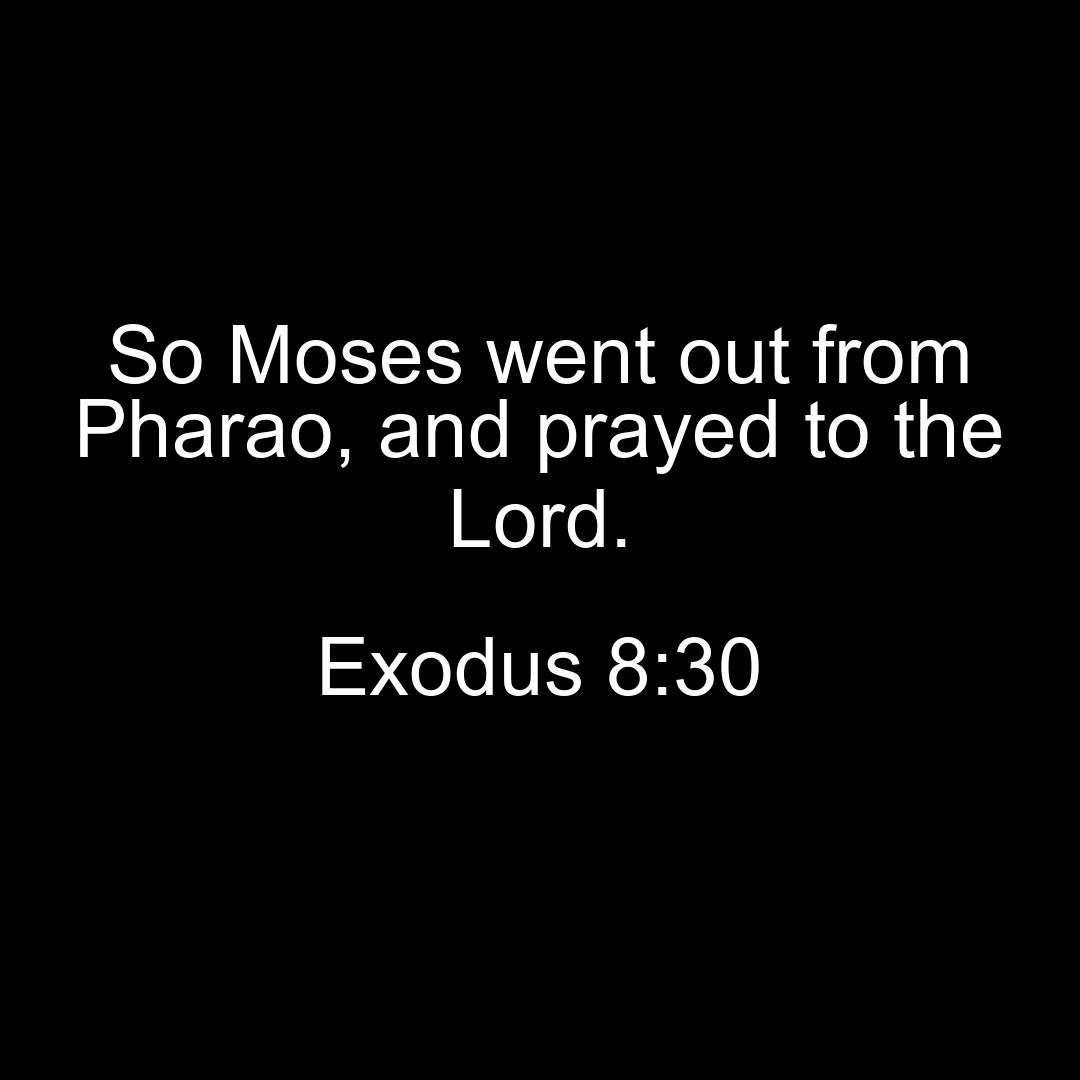 So Moses went out from
Pharao, and prayed to the
Lord.
Exodus 8:30